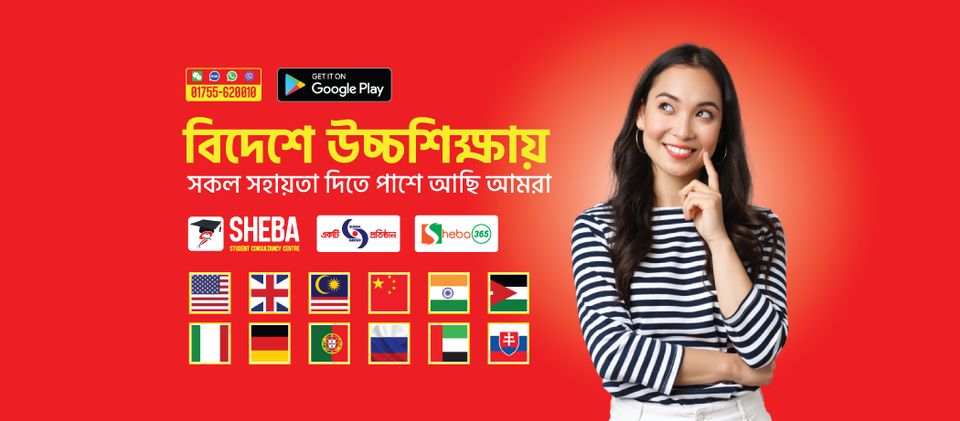 01755-620010
GET IT ON
Google Play
বিদেশে উচ্চশিক্ষায়
সকল সহায়তা দিতে পাশে আছি আমরা
SHEBA
STUDENT CONSULTANCY CENTRE
একটি
প্রতিষ্ঠান
Sheba 365